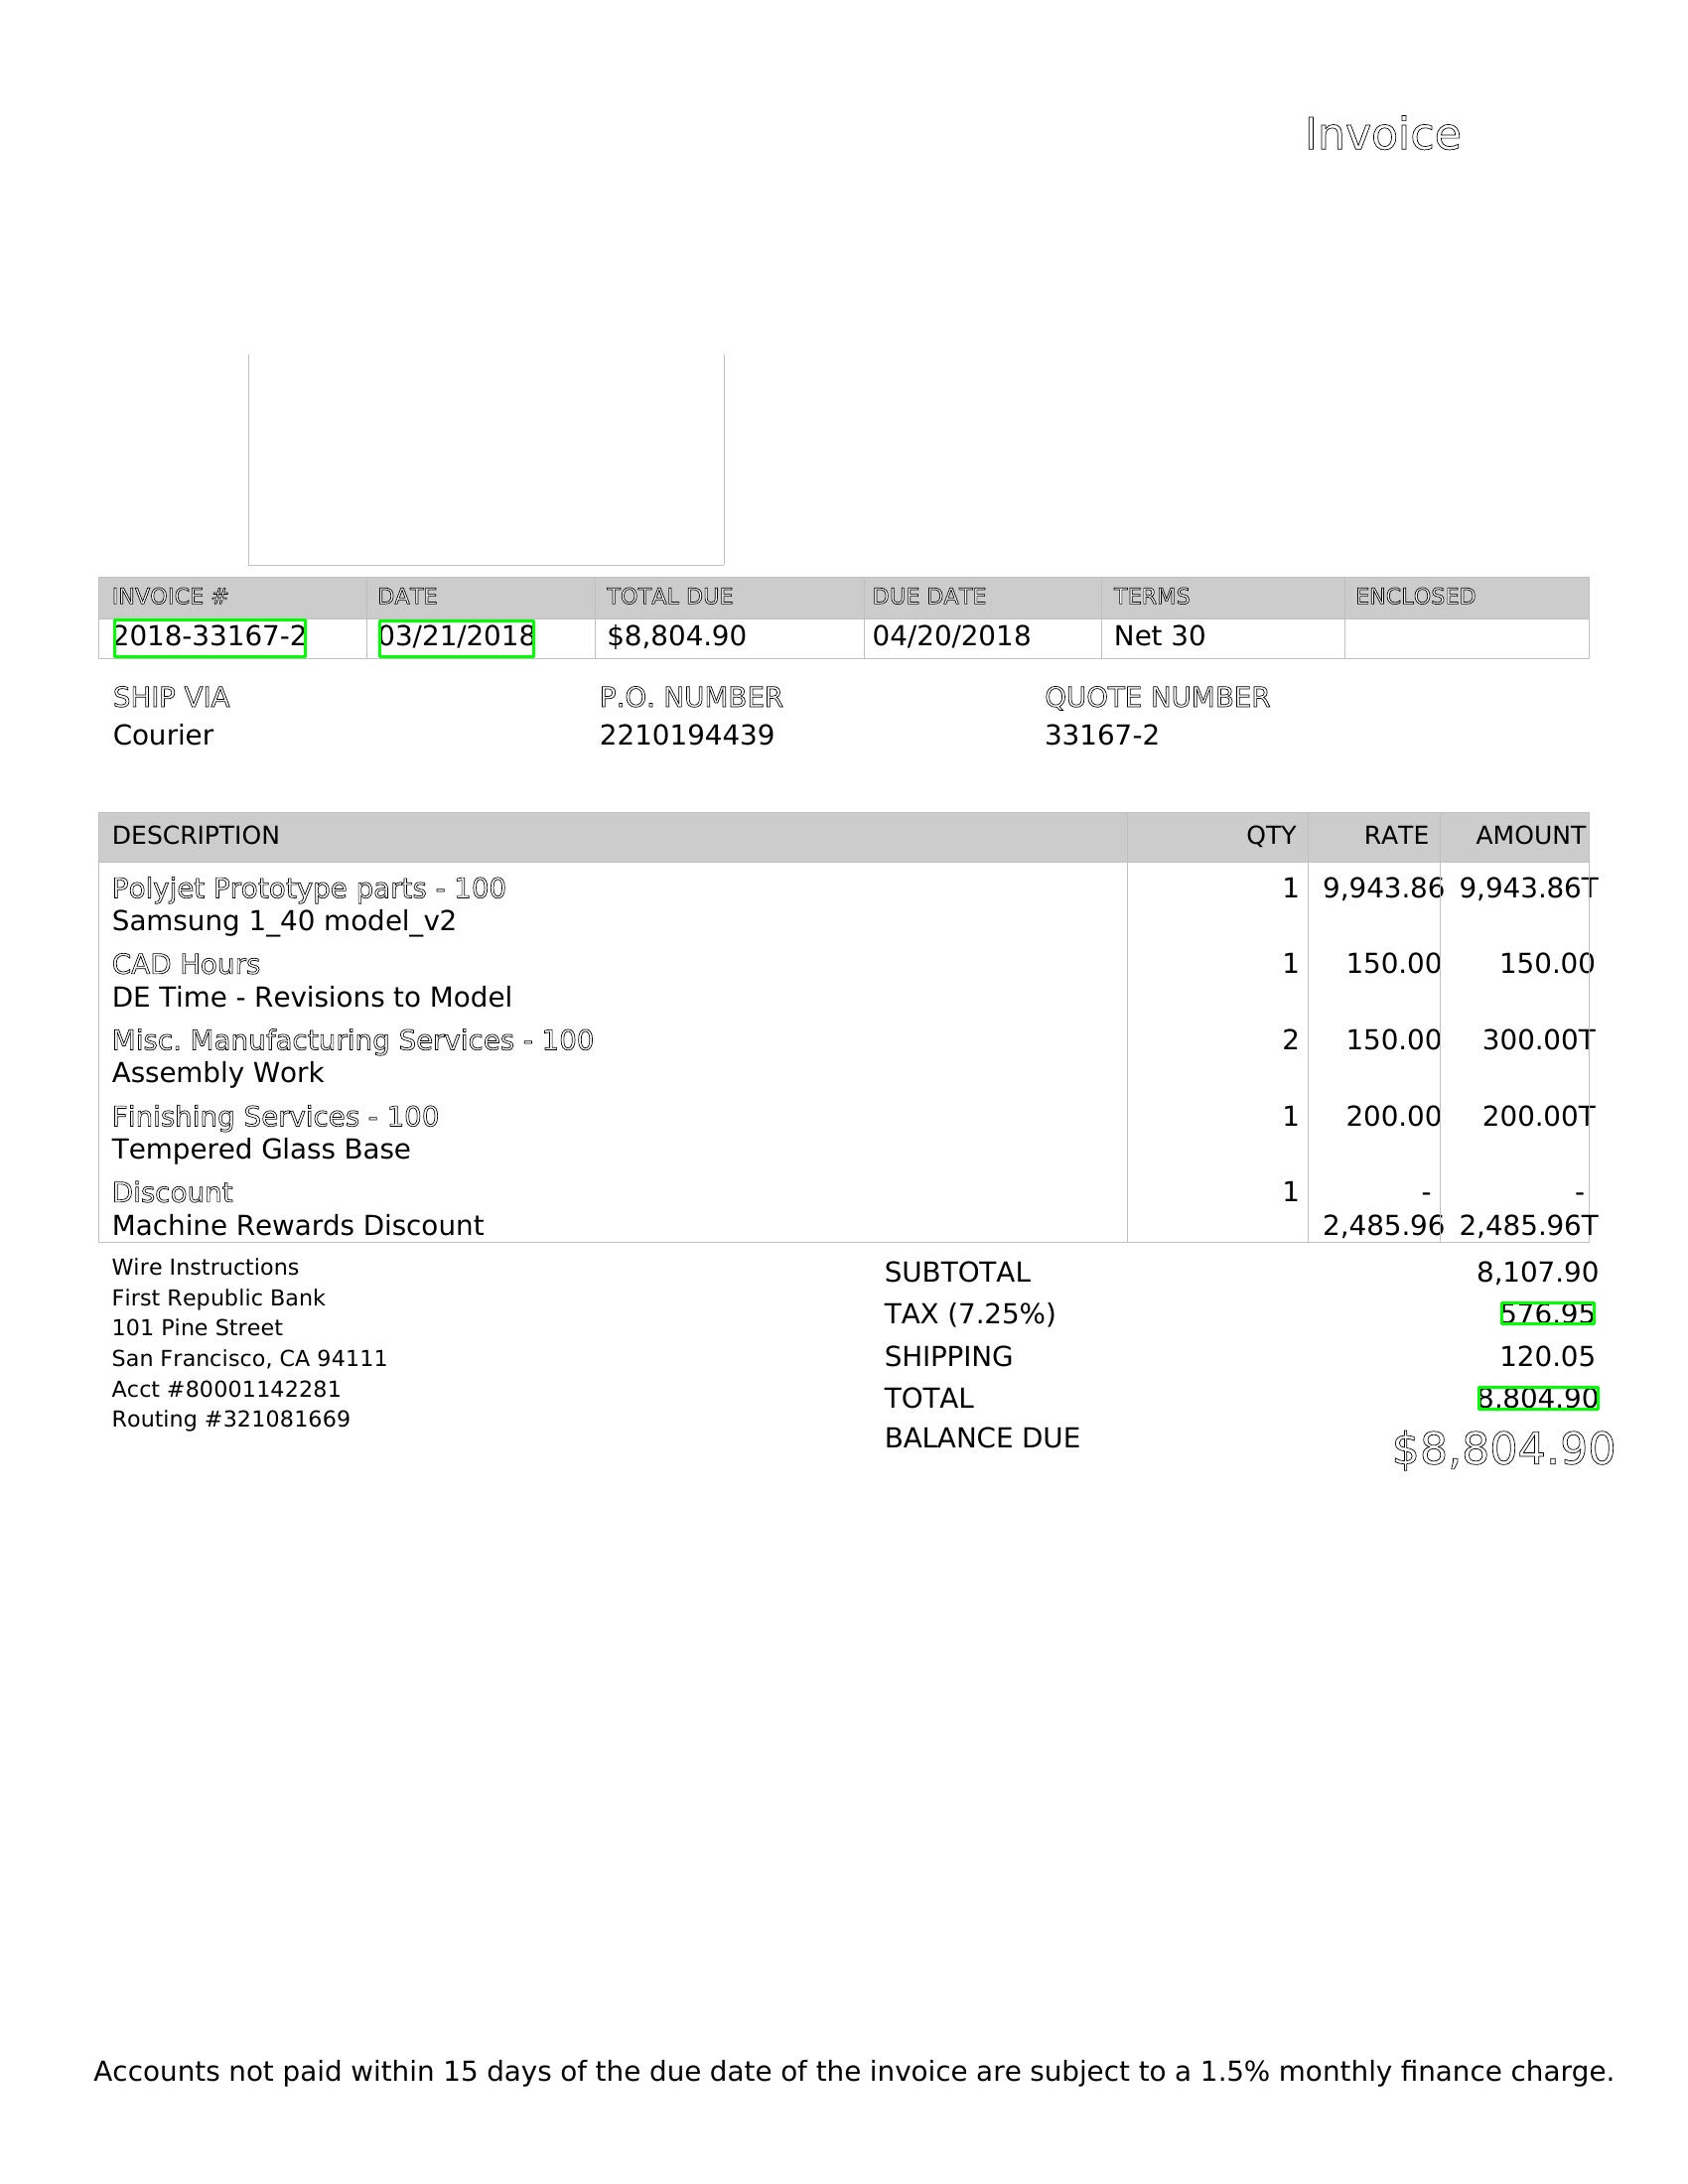 Invoice
INVOICE # DATE TOTAL DUE DUE DATE TERMS ENCLOSED
2018-33167-2 03/21/2018 $8,804.90 04/20/2018 Net 30
SHIP VIA P.O. NUMBER QUOTE NUMBER
Courier 2210194439 33167-2
DESCRIPTION QTY RATE AMOUNT
Polyjet Prototype parts - 100 1 9,943.86 9,943.86T
Samsung 1_40 model_v2
CAD Hours 1 150.00 150.00
DE Time - Revisions to Model
Misc. Manufacturing Services - 100 2 150.00 300.00T
Assembly Work
Finishing Services - 100 1 200.00 200.00T
Tempered Glass Base
Discount 1 - -
Machine Rewards Discount 2,485.96 2,485.96T
Wire Instructions
First Republic Bank
101 Pine Street
San Francisco, CA 94111
Acct #80001142281
Routing #321081669
SUBTOTAL 8,107.90
TAX (7.25%) 576.95
SHIPPING 120.05
TOTAL 8,804.90
BALANCE DUE $8,804.90
Accounts not paid within 15 days of the due date of the invoice are subject to a 1.5% monthly finance charge.